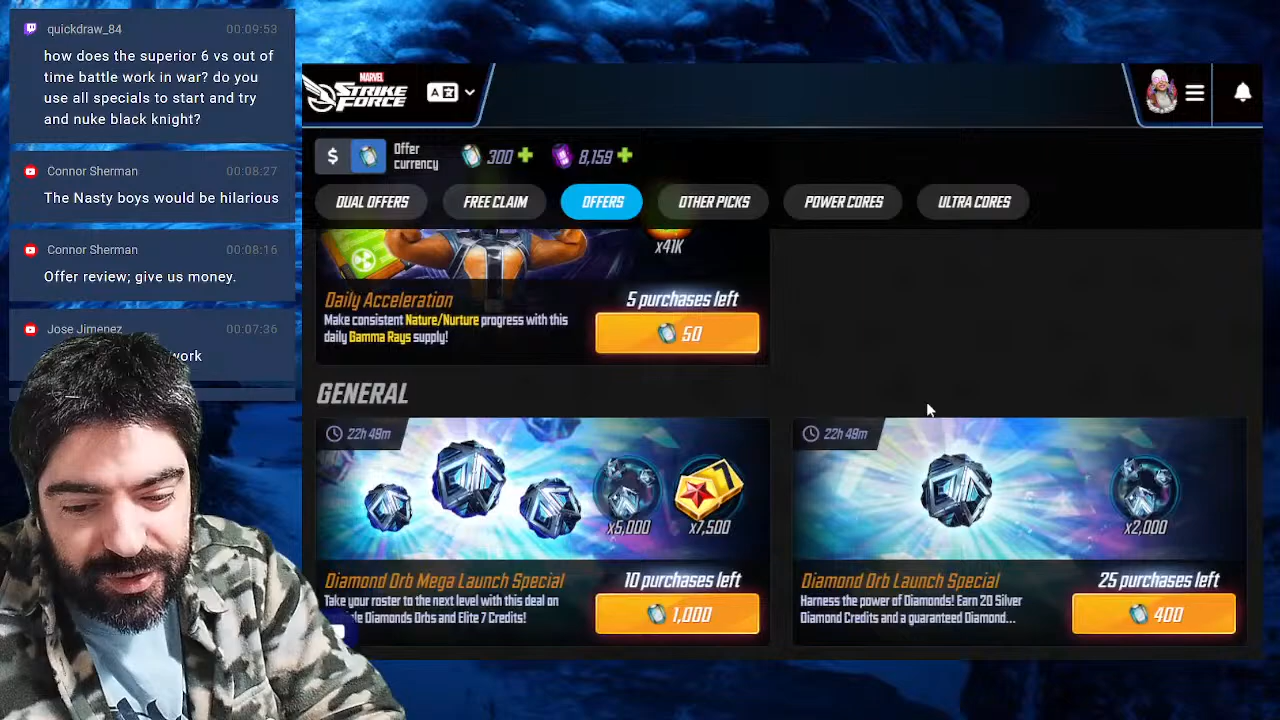 quickdraw_84 00:09:53
how does the superior 6 vs out of
time battle work in war? do you
use all specials to start and try
and nuke black knight?
Connor Sherman 00:08:27
The Nasty boys would be hilarious
Connor Sherman 00:08:16
Offer review; give us money.
Jose Jimenez 00:07:36
work
MARVEL
STRIKE
FORCE
A
$
Offer
currency
300
8,159
DUAL OFFERS
FREE CLAIM
OFFERS
OTHER PICKS
POWER CORES
ULTRA CORES
x41K
Daily Acceleration
5 purchases left
Make consistent Nature/Nurture progress with this
daily Gamma Rays supply!
50
GENERAL
22h 49m
x5,000
1
x7,500
Diamond Orb Mega Launch Special
10 purchases left
Take your roster to the next level with this deal on
le Diamonds Orbs and Elite 7 Credits!
1,000
22h 49m
x2,000
Diamond Orb Launch Special
25 purchases left
Harness the power of Diamonds! Earn 20 Silver
Diamond Credits and a guaranteed Diamond...
400